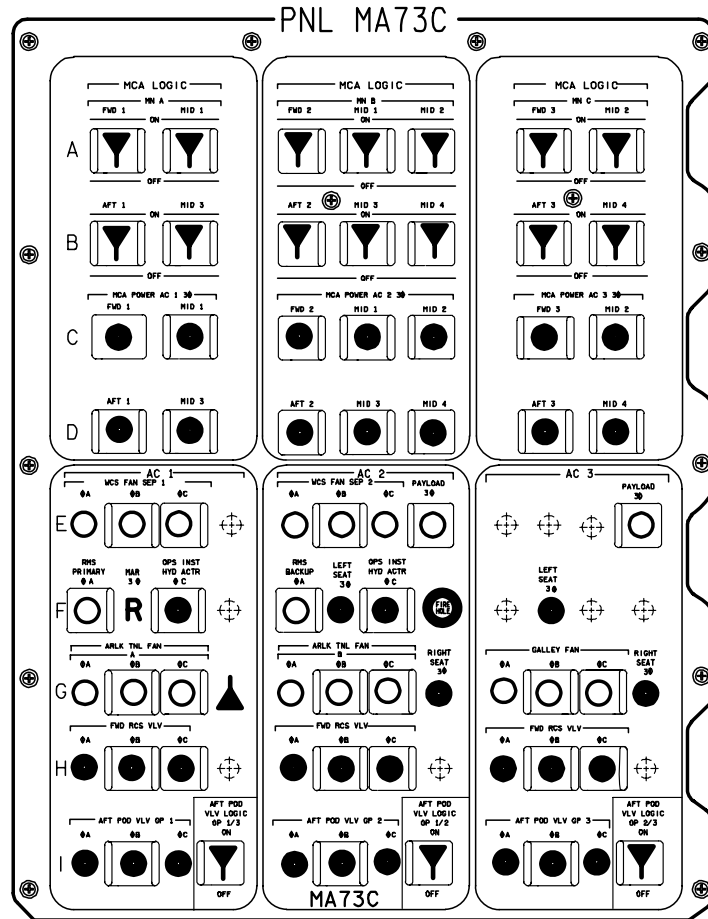 PNL MA73C
MCA LOGIC
MN A
FWD 1 MID 1
ON
A
OFF
AFT 1 MID 3
ON
B
OFF
MCA POWER AC 1 3Φ
FWD 1 MID 1
C
AFT 1 MID 3
D
MCA LOGIC
MN B
FWD 2 MID 1 MID 2
ON
OFF
AFT 2 MID 3 MID 4
ON
OFF
MCA POWER AC 2 3Φ
FWD 2 MID 1 MID 2
AFT 2 MID 3 MID 4
MCA LOGIC
MN C
FWD 3 MID 2
ON
OFF
AFT 3 MID 4
ON
OFF
MCA POWER AC 3 3Φ
FWD 3 MID 2
AFT 3 MID 4
AC 1
WCS FAN SEP 1
ΦA ΦB ΦC
E
RMS PRIMARY ΦA
MAR 3Φ
OPS INST HYD ACTR ΦC
F
R
ARLK TNL FAN
A
ΦA ΦB ΦC
G
FWD RCS VLV
ΦA ΦB ΦC
H
AFT POD VLV GP 1
ΦA ΦB ΦC
I
AFT POD
VLV LOGIC
GP 1/3
ON
OFF
AC 2
WCS FAN SEP 2
ΦA ΦB ΦC
PAYLOAD
3Φ
RMS BACKUP ΦA
LEFT SEAT 3Φ
OPS INST HYD ACTR ΦC
FIRE
HOLE
ARLK TNL FAN
B
ΦA ΦB ΦC
RIGHT
SEAT
3Φ
FWD RCS VLV
ΦA ΦB ΦC
AFT POD VLV GP 2
ΦA ΦB ΦC
AFT POD
VLV LOGIC
GP 1/2
ON
OFF
MA73C
AC 3
PAYLOAD
3Φ
LEFT
SEAT
3Φ
GALLEY FAN
ΦA ΦB ΦC
RIGHT
SEAT
3Φ
FWD RCS VLV
ΦA ΦB ΦC
AFT POD VLV GP 3
ΦA ΦB ΦC
AFT POD
VLV LOGIC
GP 2/3
ON
OFF